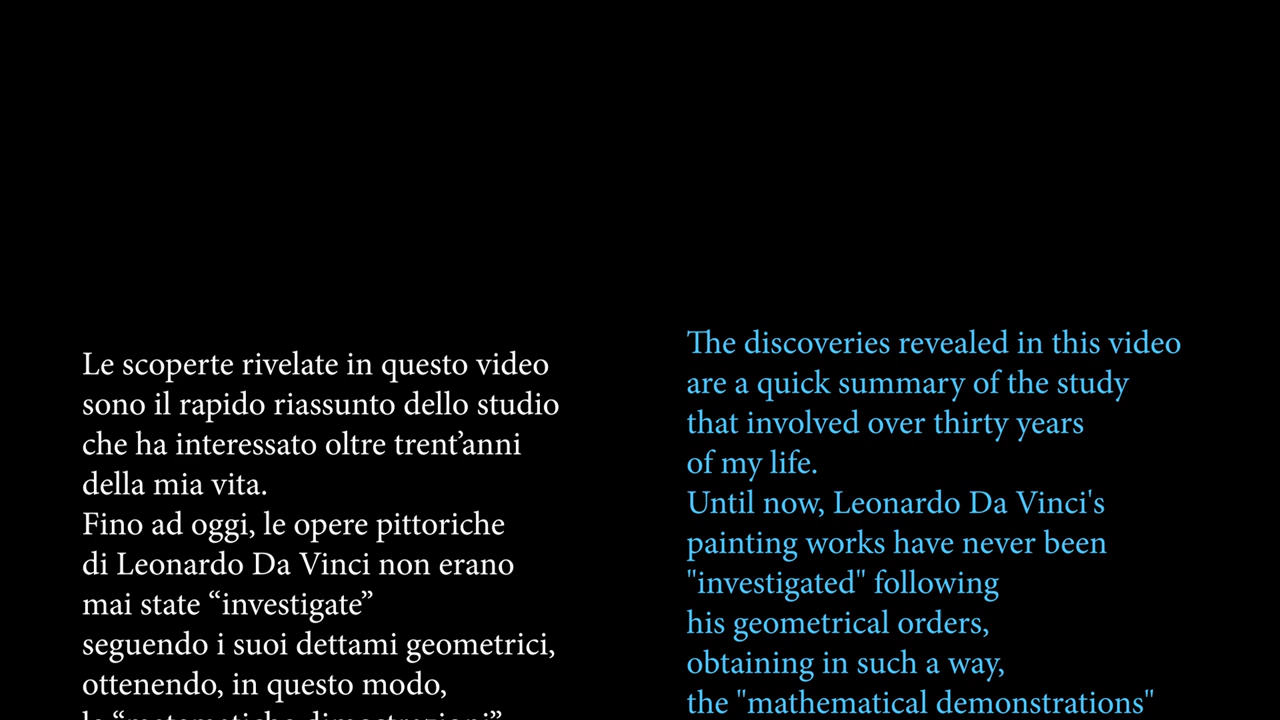 Le scoperte rivelate in questo video
sono il rapido riassunto dello studio
che ha interessato oltre trent’anni
della mia vita.
Fino ad oggi, le opere pittoriche
di Leonardo Da Vinci non erano
mai state “investigate”
seguendo i suoi dettami geometrici,
ottenendo, in questo modo,
le “matematiche dimostrazioni”
The discoveries revealed in this video
are a quick summary of the study
that involved over thirty years
of my life.
Until now, Leonardo Da Vinci's
painting works have never been
"investigated" following
his geometrical orders,
obtaining in such a way,
the "mathematical demonstrations"